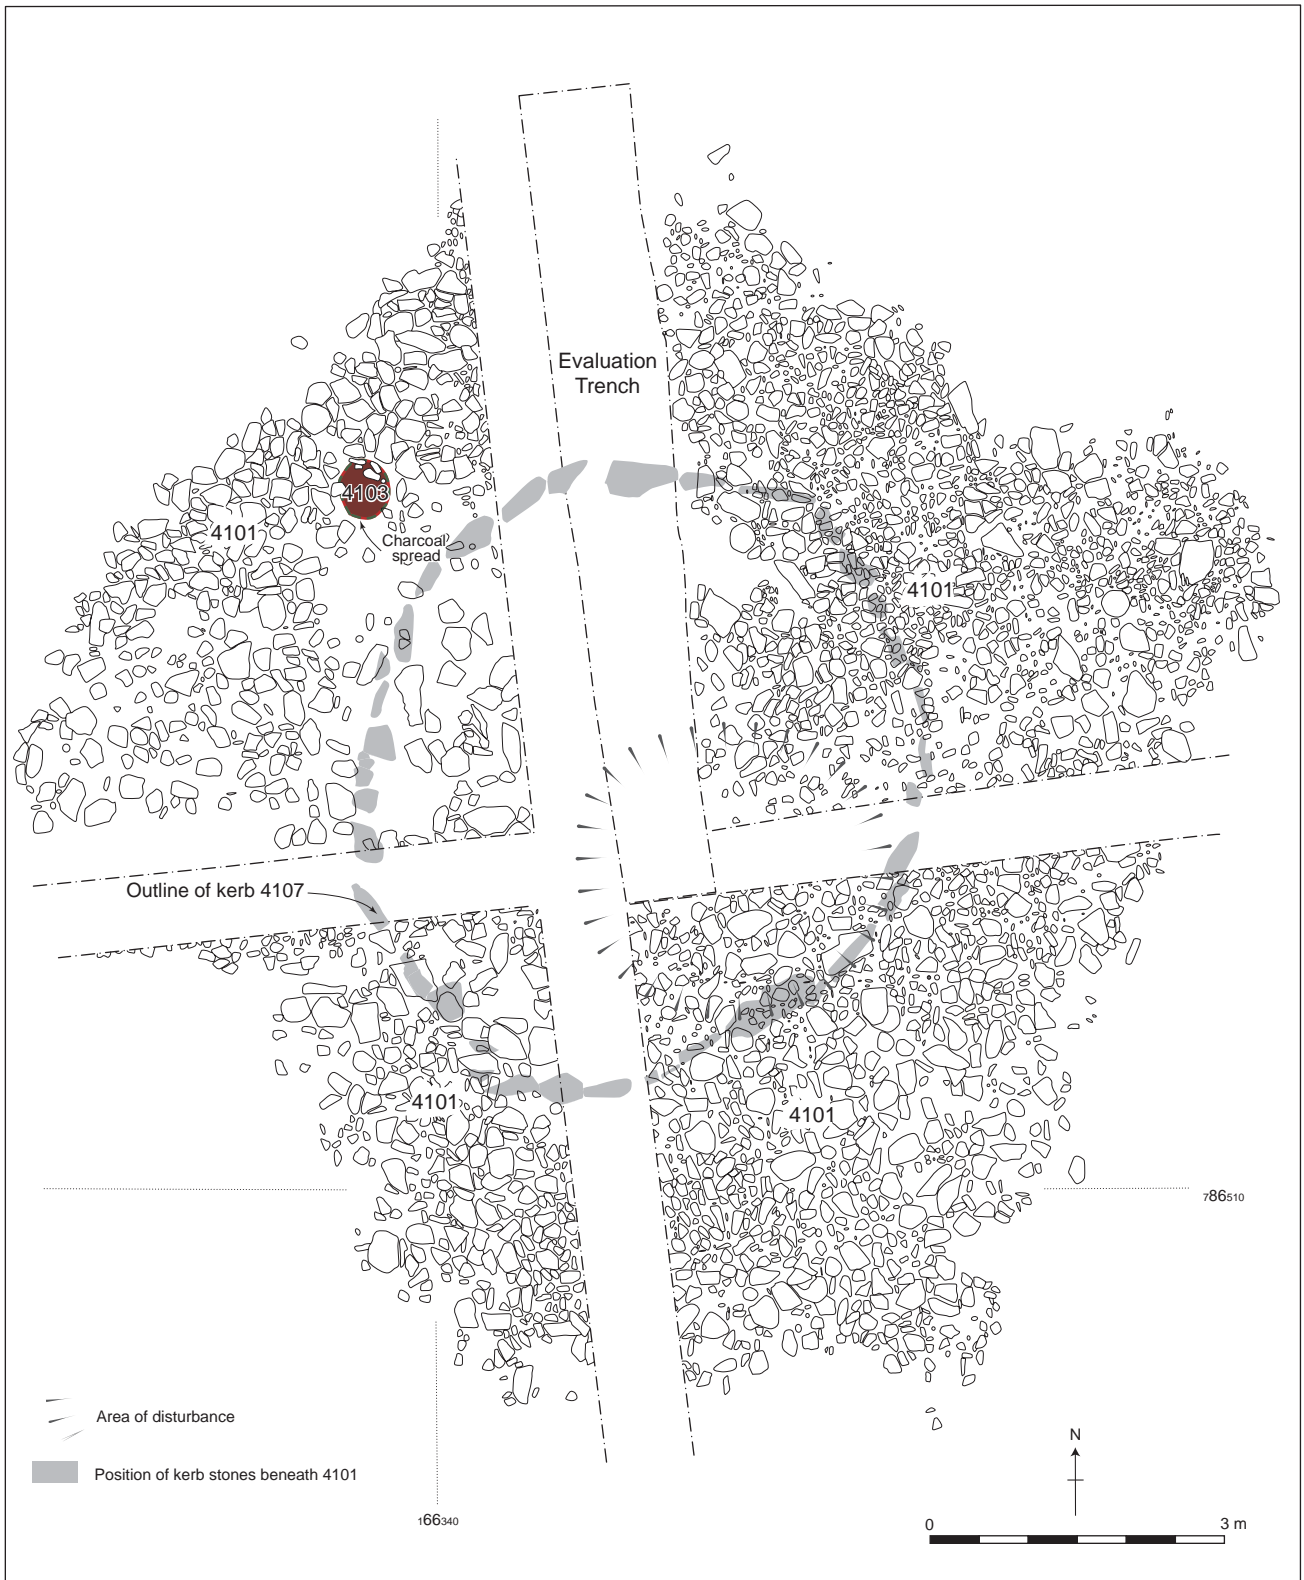 Evaluation
Trench
4103
4101
Charcoal
spread
4101
Outline of kerb 4107
4101
4101
786510
Area of disturbance
N
Position of kerb stones beneath 4101
166340
0 3 m